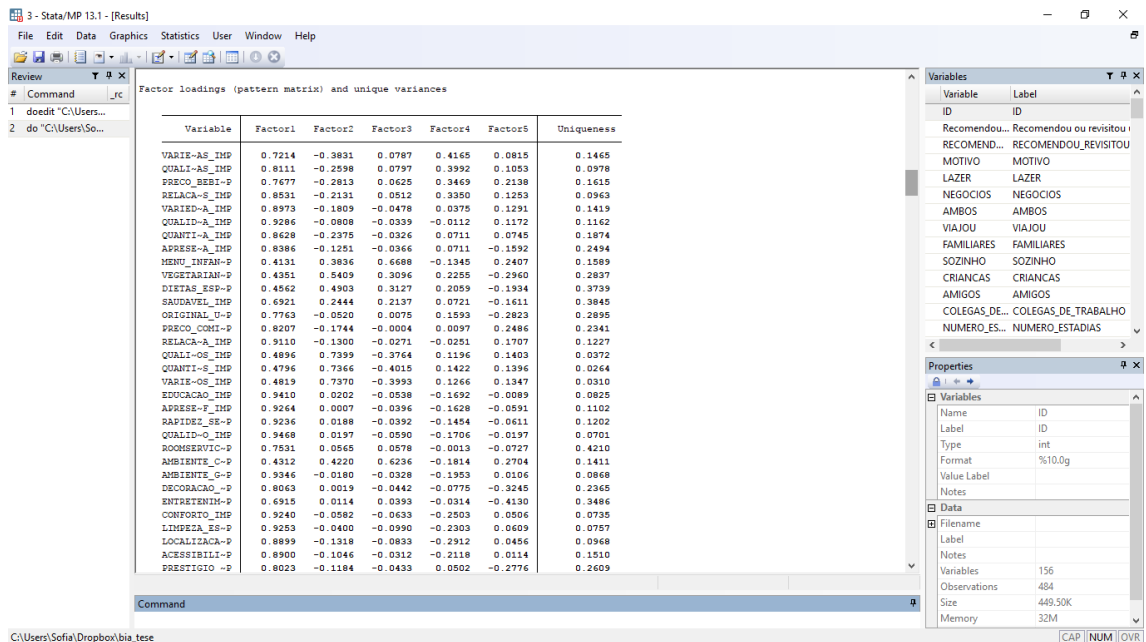 3 - Stata/MP 13.1 - [Results]
File Edit Data Graphics Statistics User Window Help
Review
# Command _rc
1 doedit "C:\Users...
2 do "C:\Users\So...
Factor loadings (pattern matrix) and unique variances
Variable Factor1 Factor2 Factor3 Factor4 Factor5 Uniqueness
VARIE~AS_IMP 0.7214 -0.3831 0.0787 0.4165 0.0815 0.1465
QUALI~AS_IMP 0.8111 -0.2598 0.0797 0.3992 0.1053 0.0978
PRECO_BEBI~P 0.7677 -0.2813 0.0625 0.3469 0.2138 0.1615
RELACA~S_IMP 0.8531 -0.2131 0.0512 0.3350 0.1253 0.0963
VARIED~A_IMP 0.8973 -0.1809 -0.0478 0.0375 0.1291 0.1419
QUALID~A_IMP 0.9286 -0.0808 -0.0339 -0.0112 0.1172 0.1162
QUANTI~A_IMP 0.8628 -0.2375 -0.0326 0.0711 0.0745 0.1874
APRESE~A_IMP 0.8386 -0.1251 -0.0366 0.0711 -0.1592 0.2494
MENU_INFAN~P 0.4131 0.3836 0.6688 -0.1345 0.2407 0.1589
VEGETARIAN~P 0.4351 0.5409 0.3096 0.2255 -0.2960 0.2837
DIETAS_ESP~P 0.4562 0.4903 0.3127 0.2059 -0.1934 0.3739
SAUDAVEL_IMP 0.6921 0.2444 0.2137 0.0721 -0.1611 0.3845
ORIGINAL_U~P 0.7763 -0.0520 0.0075 0.1593 -0.2823 0.2895
PRECO_COMI~P 0.8207 -0.1744 -0.0004 0.0097 0.2486 0.2341
RELACA~A_IMP 0.9110 -0.1300 -0.0271 -0.0251 0.1707 0.1227
QUALI~OS_IMP 0.4896 0.7399 -0.3764 0.1196 0.1403 0.0372
QUANTI~S_IMP 0.4796 0.7366 -0.4015 0.1422 0.1396 0.0264
VARIE~OS_IMP 0.4819 0.7370 -0.3993 0.1266 0.1347 0.0310
EDUCACAO_IMP 0.9410 0.0202 -0.0538 -0.1692 -0.0089 0.0825
APRESE~F_IMP 0.9264 0.0007 -0.0396 -0.1628 -0.0591 0.1102
RAPIDEZ_SE~P 0.9236 0.0188 -0.0392 -0.1454 -0.0611 0.1202
QUALID~O_IMP 0.9468 0.0197 -0.0590 -0.1706 -0.0197 0.0701
ROOMSERVIC~P 0.7531 0.0565 0.0578 -0.0013 -0.0727 0.4210
AMBIENTE_C~P 0.4312 0.4220 0.6236 -0.1814 0.2704 0.1411
AMBIENTE_G~P 0.9346 -0.0180 -0.0328 -0.1953 0.0106 0.0868
DECORACAO_~P 0.8063 0.0019 -0.0442 -0.0775 -0.3245 0.2365
ENTRETENIM~P 0.6915 0.0114 0.0393 -0.0314 -0.4130 0.3486
CONFORTO_IMP 0.9240 -0.0582 -0.0633 -0.2503 0.0506 0.0735
LIMPEZA_ES~P 0.9253 -0.0400 -0.0990 -0.2303 0.0609 0.0757
LOCALIZACA~P 0.8899 -0.1318 -0.0833 -0.2912 0.0456 0.0968
ACESSIBILI~P 0.8900 -0.1046 -0.0312 -0.2118 0.0114 0.1510
PRESTIGIO_~P 0.8023 -0.1184 -0.0433 0.0502 -0.2776 0.2609
Command
Variables
Variable Label
ID ID
Recomendou... Recomendou ou revisitou
RECOMEND... RECOMENDOU_REVISITOU
MOTIVO MOTIVO
LAZER LAZER
NEGOCIOS NEGOCIOS
AMBOS AMBOS
VIAJOU VIAJOU
FAMILIARES FAMILIARES
SOZINHO SOZINHO
CRIANCAS CRIANCAS
AMIGOS AMIGOS
COLEGAS_DE... COLEGAS_DE_TRABALHO
NUMERO_ES... NUMERO_ESTADIAS
Properties
Variables
Name ID
Label ID
Type int
Format %10.0g
Value Label
Notes
Data
Filename
Label
Notes
Variables 156
Observations 484
Size 449.50K
Memory 32M
C:\Users\Sofia\Dropbox\bia_tese
CAP NUM OVR